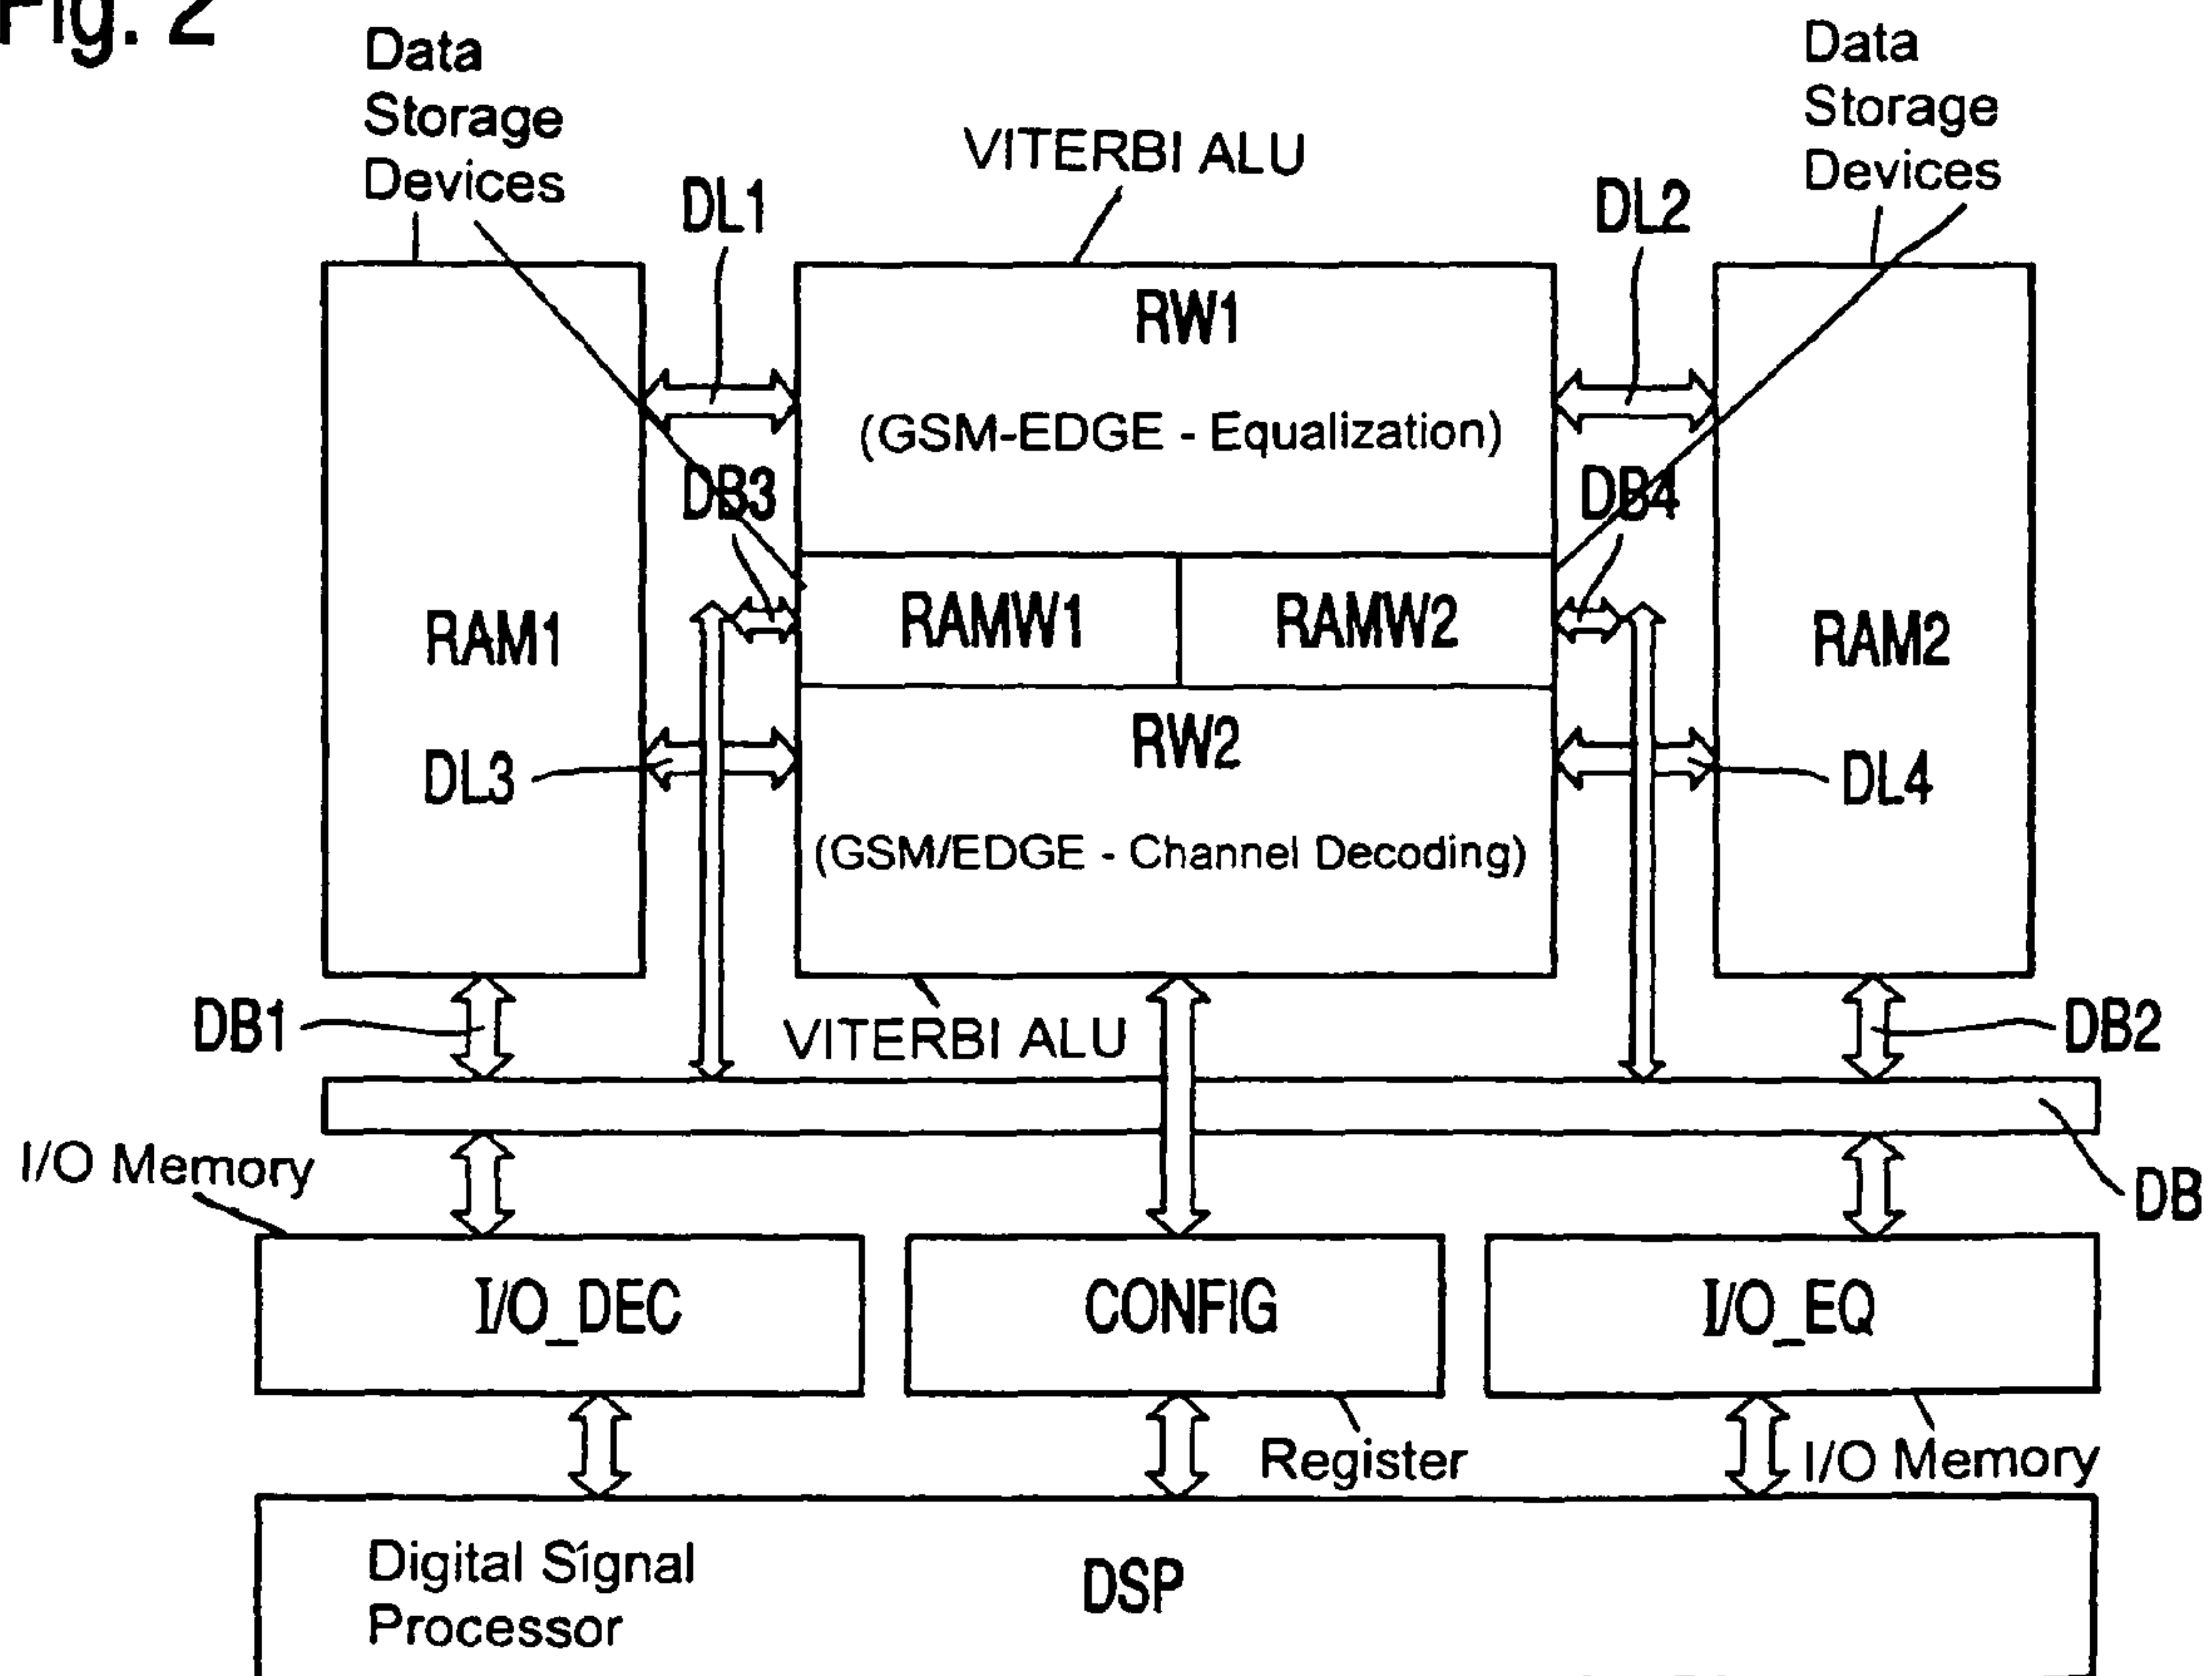 Fig. 2
Data
Storage
Devices
DL1
VITERBI ALU
DL2
Data
Storage
Devices
RW1
(GSM-EDGE - Equalization)
DB3
DB4
RAM1
RAMW1
RAMW2
RAM2
DL3
RW2
DL4
(GSM/EDGE - Channel Decoding)
DB1
VITERBI ALU
DB2
I/O Memory
DB
I/O_DEC
CONFIG
I/O_EQ
Register
I/O Memory
Digital Signal
Processor
DSP